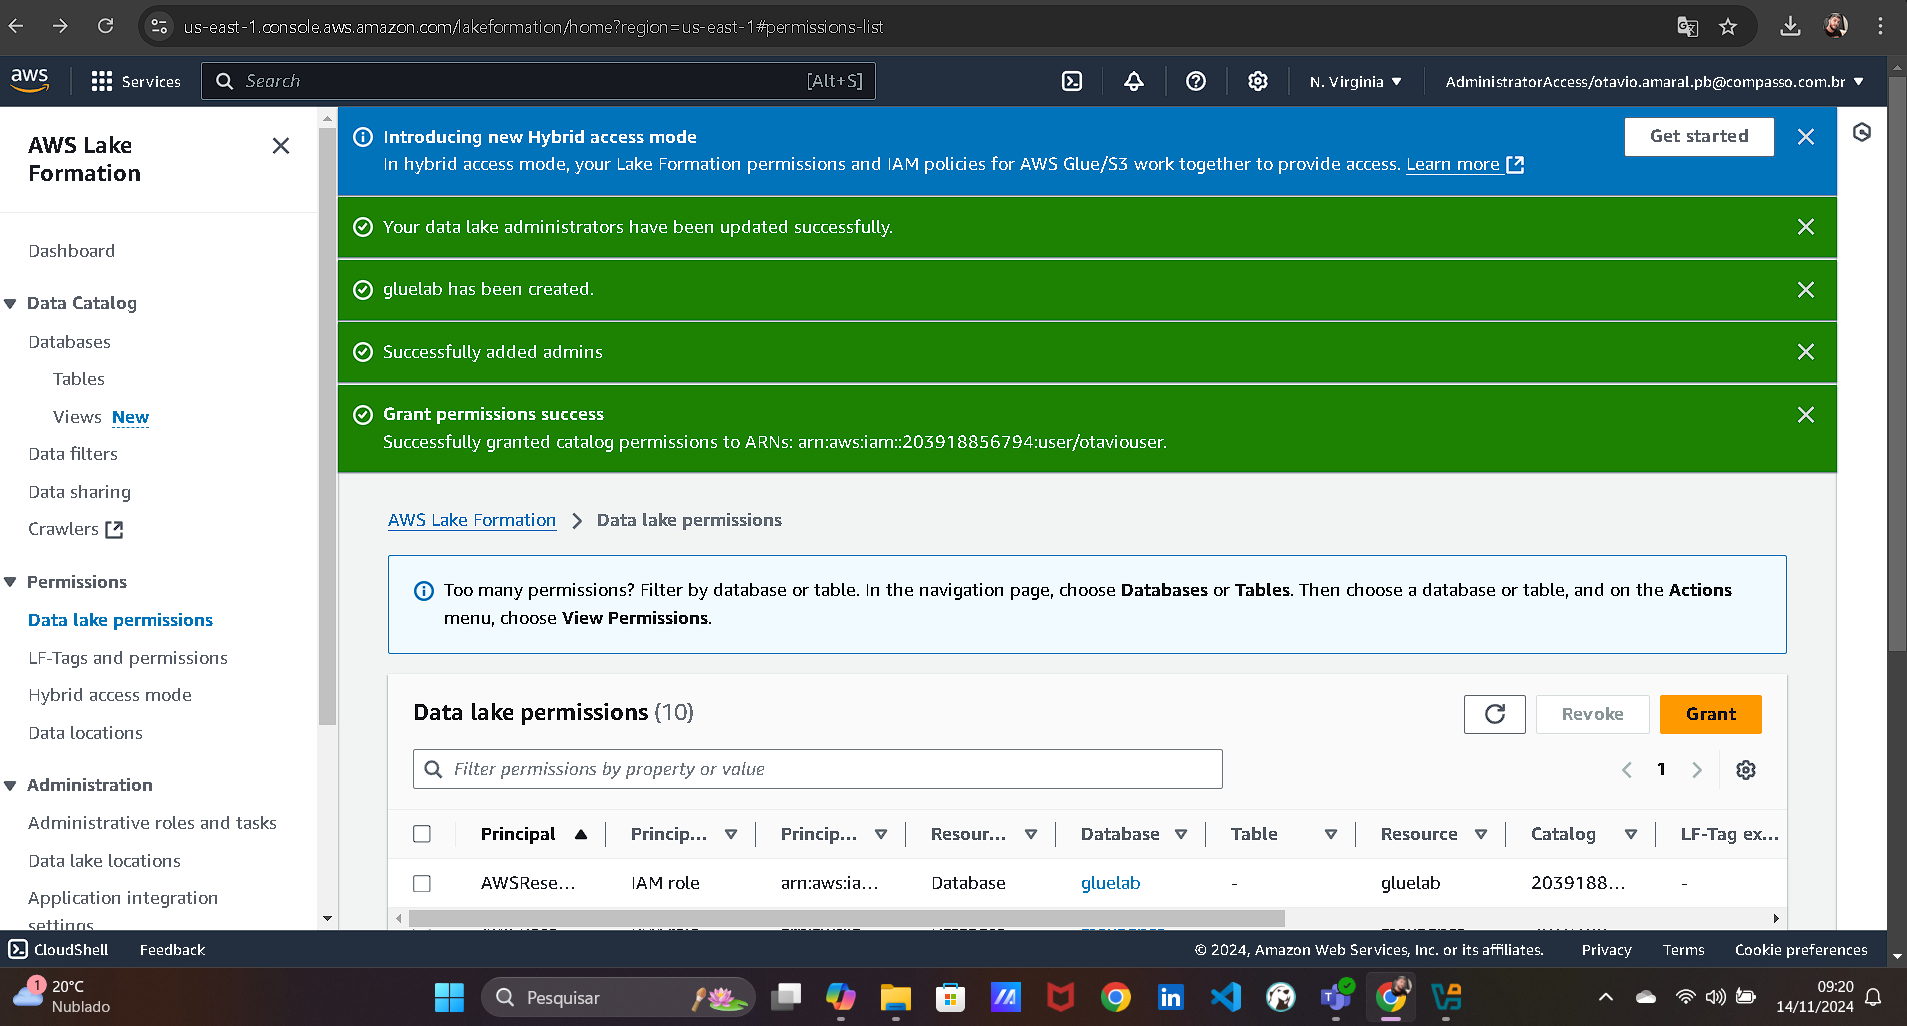 us-east-1.console.aws.amazon.com/lakeformation/home?region=us-east-1#permissions-list
aws
Services
Search
[Alt+S]
N. Virginia
AdministratorAccess/otavio.amaral.pb@compasso.com.br
AWS Lake
Formation
Dashboard
Data Catalog
Databases
Tables
Views New
Data filters
Data sharing
Crawlers
Permissions
Data lake permissions
LF-Tags and permissions
Hybrid access mode
Data locations
Administration
Administrative roles and tasks
Data lake locations
Application integration
settings
Introducing new Hybrid access mode
In hybrid access mode, your Lake Formation permissions and IAM policies for AWS Glue/S3 work together to provide access. Learn more
Get started
Your data lake administrators have been updated successfully.
gluelab has been created.
Successfully added admins
Grant permissions success
Successfully granted catalog permissions to ARNs: arn:aws:iam::203918856794:user/otaviouser.
AWS Lake Formation > Data lake permissions
Too many permissions? Filter by database or table. In the navigation page, choose Databases or Tables. Then choose a database or table, and on the Actions
menu, choose View Permissions.
Data lake permissions (10)
Revoke
Grant
Filter permissions by property or value
1
Principal Princip... Princip... Resour... Database Table Resource Catalog LF-Tag ex...
AWSRese... IAM role arn:aws:ia... Database gluelab - gluelab 2039188... -
CloudShell
Feedback
© 2024, Amazon Web Services, Inc. or its affiliates.
Privacy
Terms
Cookie preferences
1
20°C
Nublado
Pesquisar
09:20
14/11/2024